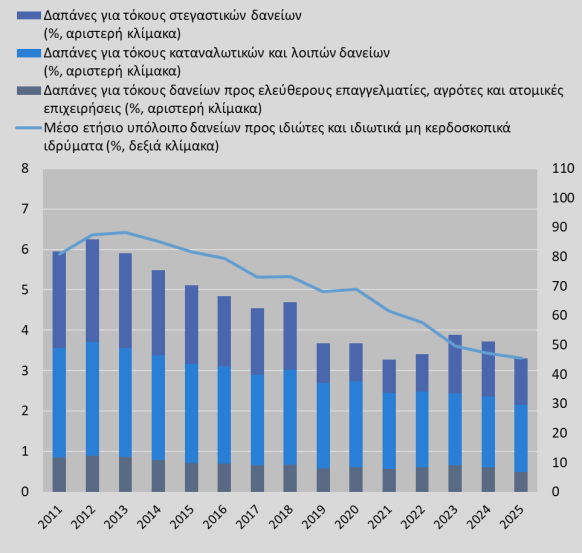 Δαπάνες για τόκους στεγαστικών δανείων
(%, αριστερή κλίμακα)
Δαπάνες για τόκους καταναλωτικών και λοιπών δανείων
(%, αριστερή κλίμακα)
Δαπάνες για τόκους δανείων προς ελεύθερους επαγγελματίες, αγρότες και ατομικές
επιχειρήσεις (%, αριστερή κλίμακα)
Μέσο ετήσιο υπόλοιπο δανείων προς ιδιώτες και ιδιωτικά μη κερδοσκοπικά
ιδρύματα (%, δεξιά κλίμακα)
8 110
7 100
6 90
5 80
4 70
3 60
2 50
1 40
0 30
20
10
0
2011 2012 2013 2014 2015 2016 2017 2018 2019 2020 2021 2022 2023 2024 2025